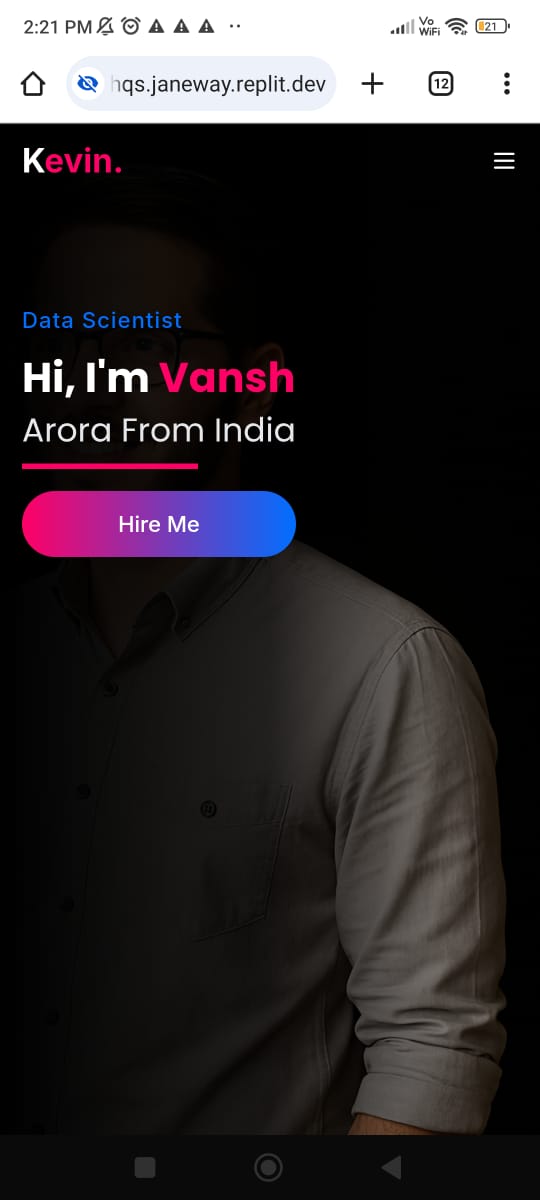 2:21 PM
Vo
WiFi
21
hqs.janeway.replit.dev
12
Kevin.
Data Scientist
Hi, I'm Vansh
Arora From India
Hire Me